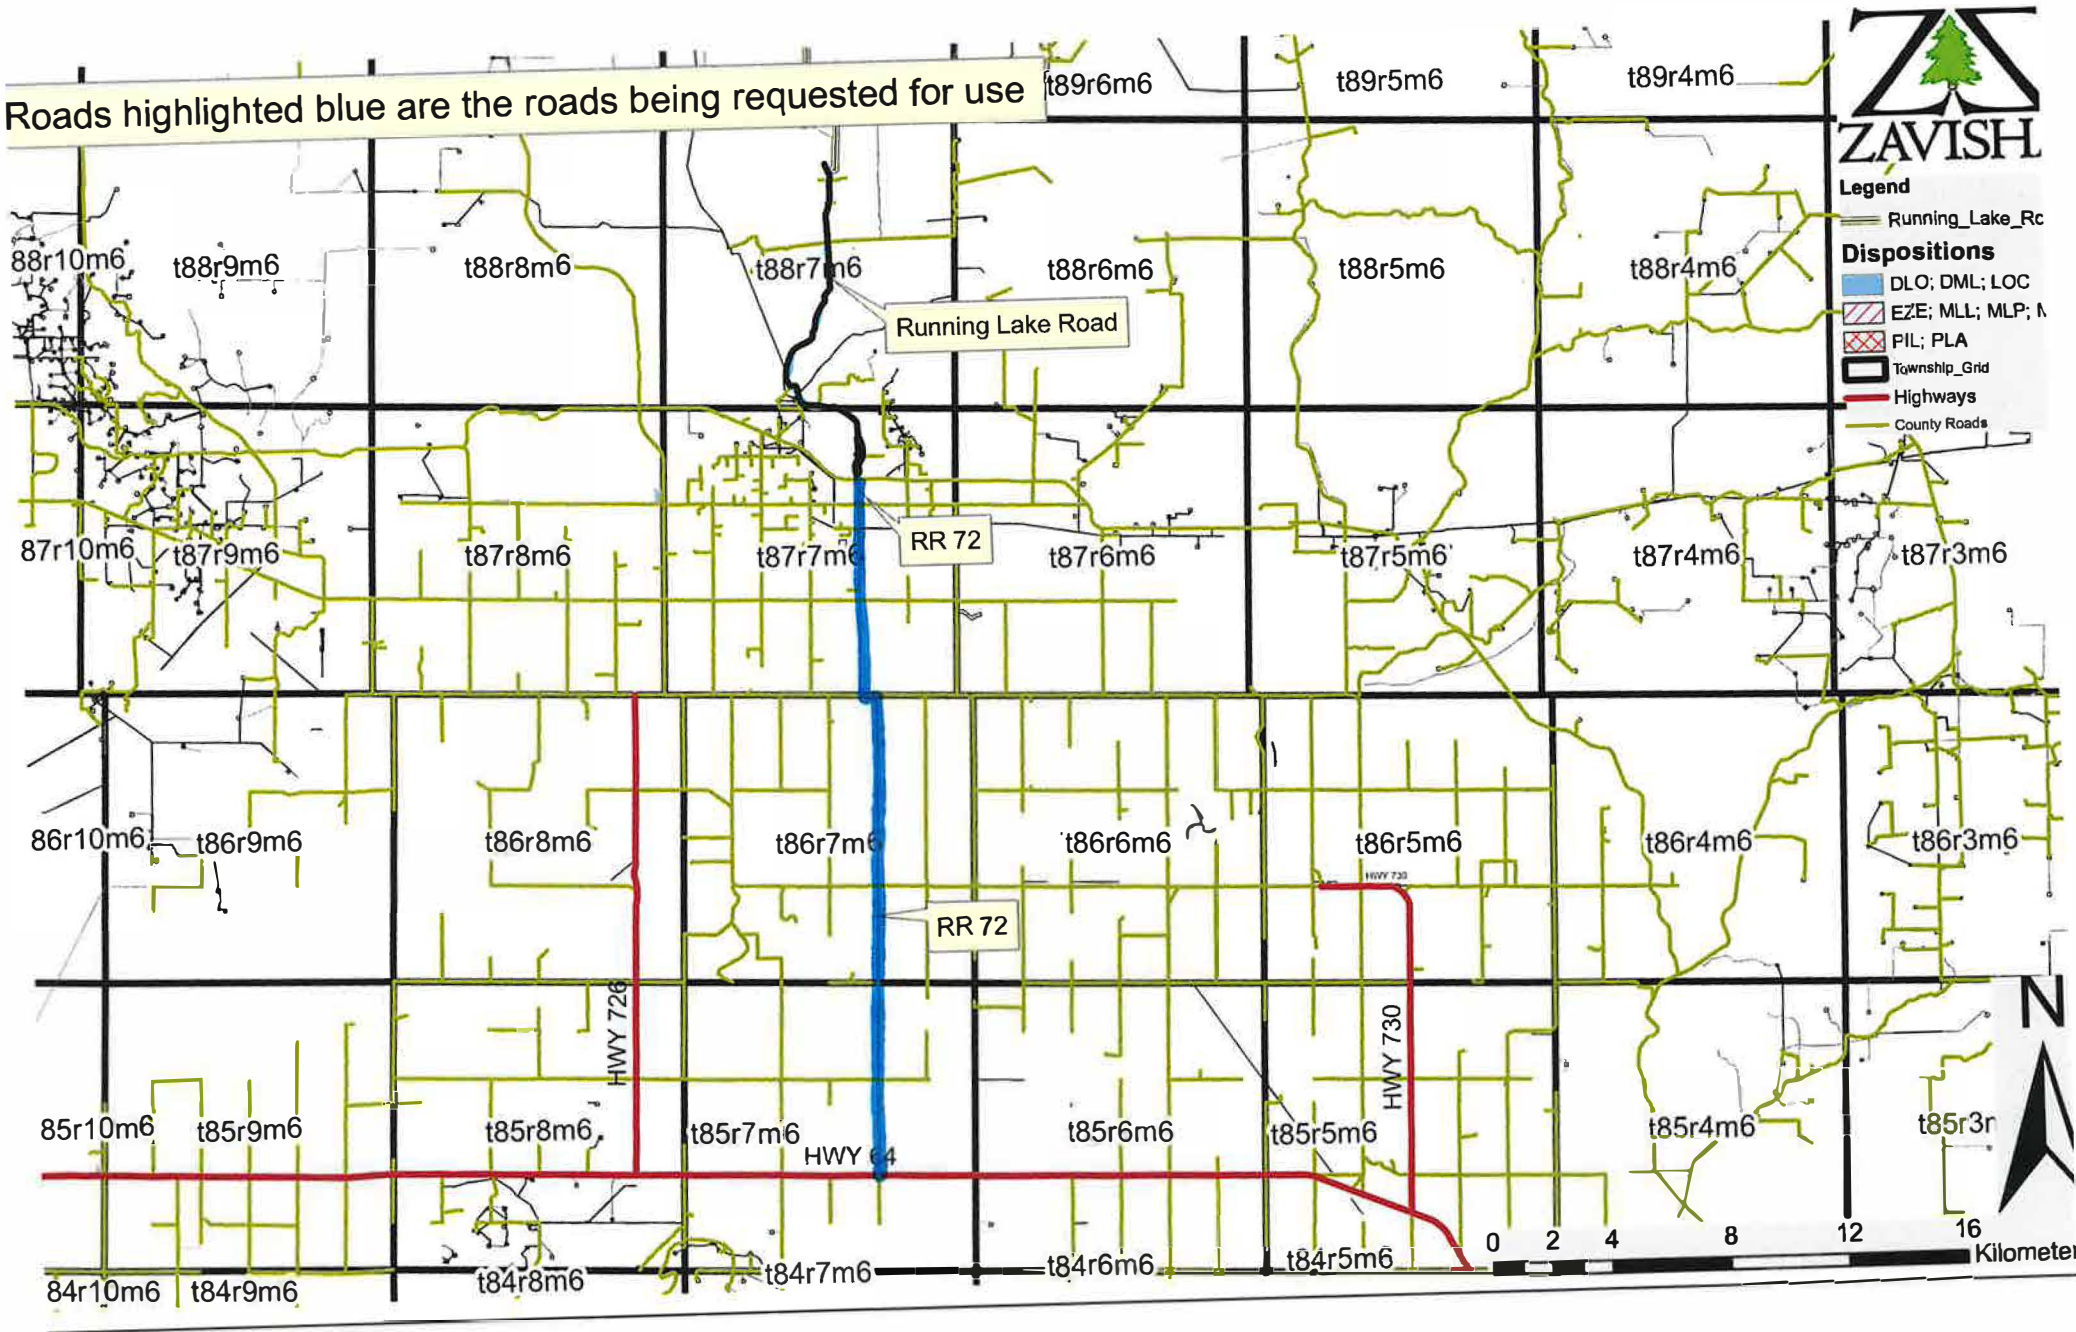 Roads highlighted blue are the roads being requested for use
t89r6m6
t89r5m6
t89r4m6
ZAVISH
Legend
Running_Lake_Rc
Dispositions
DLO; DML; LOC
EZE; MLL; MLP; M
PIL; PLA
Township_Grid
Highways
County Roads
88r10m6
t88r9m6
t88r8m6
t88r7m6
t88r6m6
t88r5m6
t88r4m6
Running Lake Road
RR 72
87r10m6
t87r9m6
t87r8m6
t87r7m6
t87r6m6
t87r5m6
t87r4m6
t87r3m6
86r10m6
t86r9m6
t86r8m6
t86r7m6
t86r6m6
t86r5m6
t86r4m6
t86r3m6
HWY 730
RR 72
HWY 726
HWY 730
N
85r10m6
t85r9m6
t85r8m6
t85r7m6
t85r6m6
t85r5m6
t85r4m6
t85r3r
HWY 64
0 2 4 8 12 16
Kilometer
84r10m6
t84r9m6
t84r8m6
t84r7m6
t84r6m6
t84r5m6